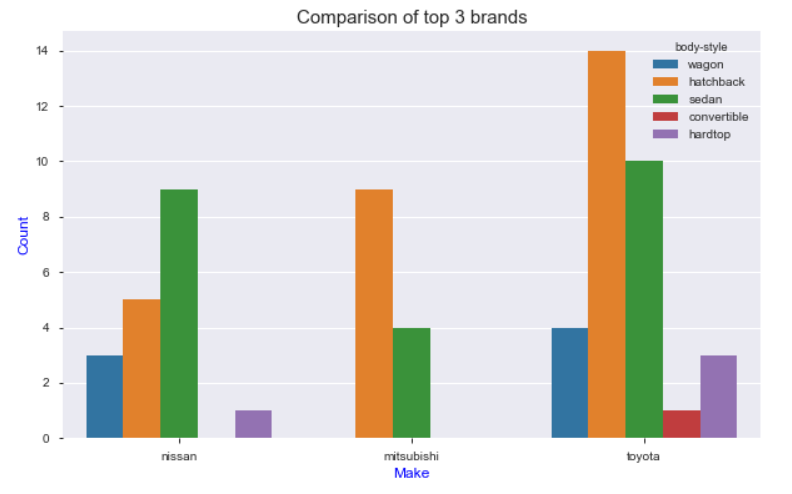 Comparison of top 3 brands
body-style
wagon
hatchback
sedan
convertible
hardtop
14
12
10
8
6
4
2
0
Count
nissan
mitsubishi
toyota
Make